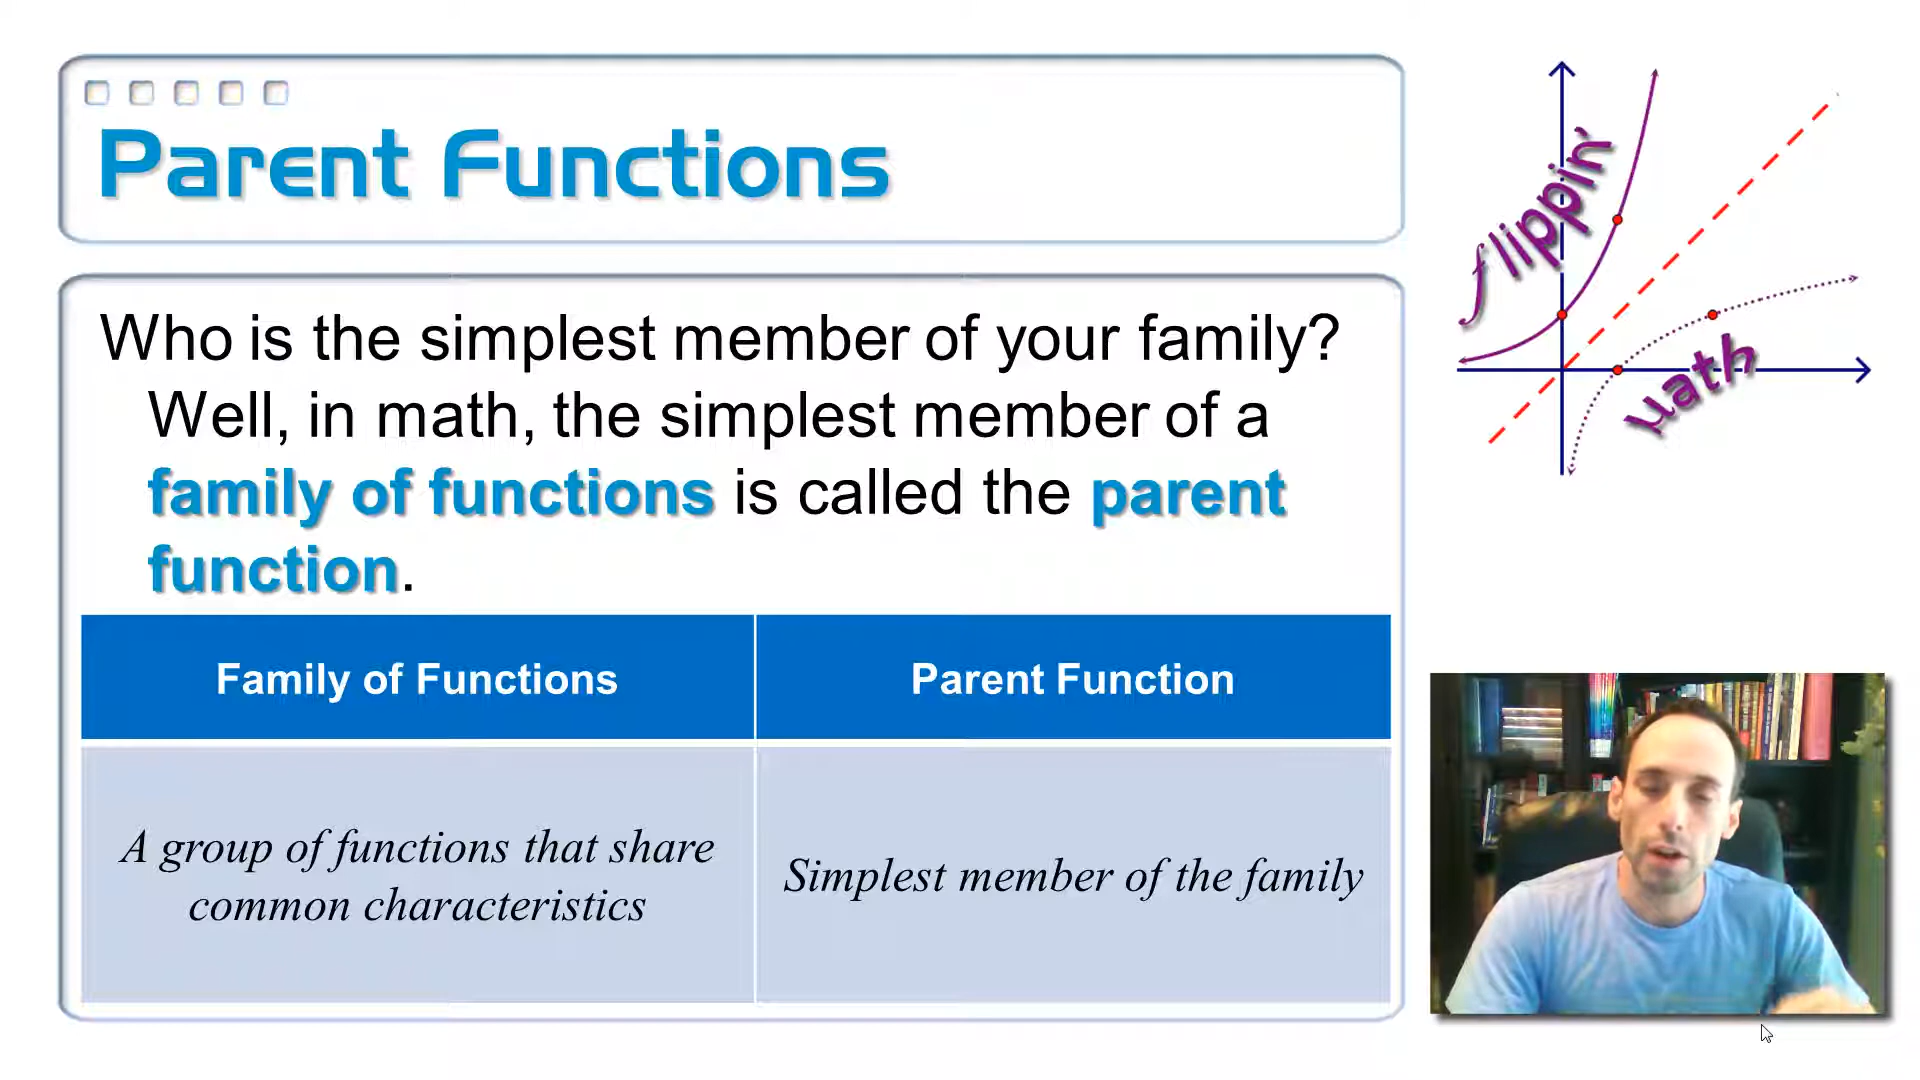 Parent Functions
Who is the simplest member of your family?
Well, in math, the simplest member of a
family of functions is called the parent
function.
Family of Functions
Parent Function
A group of functions that share
common characteristics
Simplest member of the family
flippin'
math